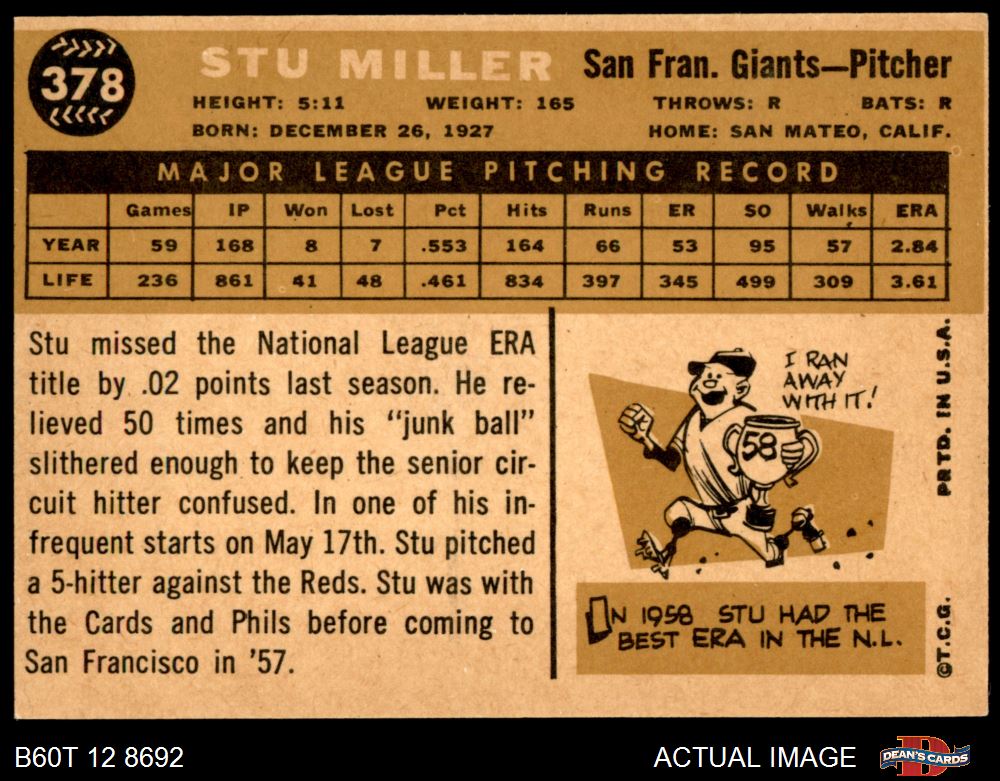 378
STU MILLER San Fran. Giants—Pitcher
HEIGHT: 5:11 WEIGHT: 165 THROWS: R BATS: R
BORN: DECEMBER 26, 1927 HOME: SAN MATEO, CALIF.
MAJOR LEAGUE PITCHING RECORD
Games IP Won Lost Pct Hits Runs ER SO Walks ERA
YEAR 59 168 8 7 .553 164 66 53 95 57 2.84
LIFE 236 861 41 48 .461 834 397 345 499 309 3.61
Stu missed the National League ERA
title by .02 points last season. He re-
lieved 50 times and his “junk ball”
slithered enough to keep the senior cir-
cuit hitter confused. In one of his in-
frequent starts on May 17th. Stu pitched
a 5-hitter against the Reds. Stu was with
the Cards and Phils before coming to
San Francisco in ’57.
I RAN
AWAY
WITH IT!
58
IN 1958 STU HAD THE
BEST ERA IN THE N.L.
©T.C.G. PRTD. IN U.S.A.
B60T 12 8692 ACTUAL IMAGE DEAN'S CARDS